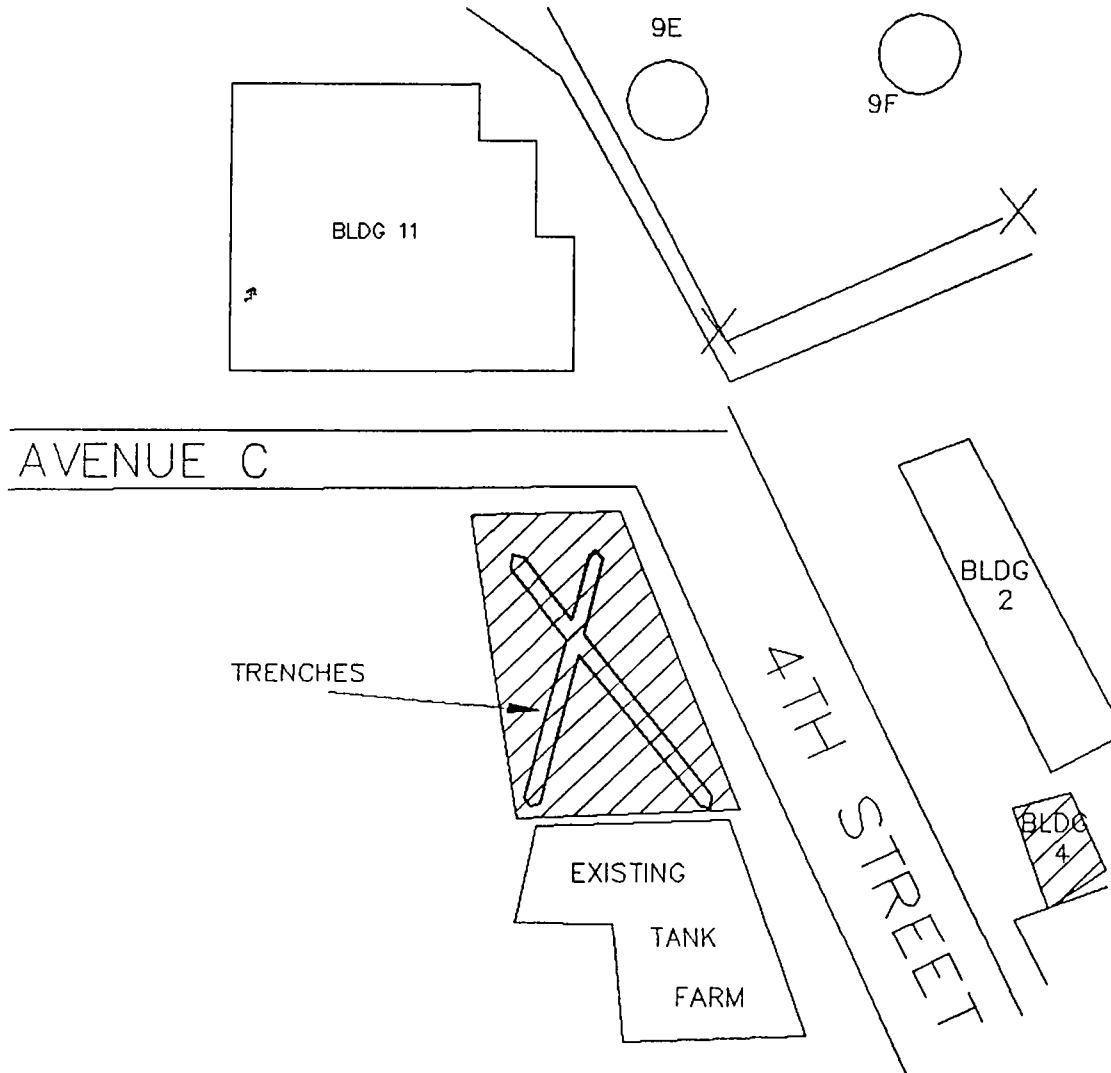 9E
9F
BLDG 11
AVENUE C
BLDG
2
TRENCHES
4TH STREET
BLDG
4
EXISTING
TANK
FARM